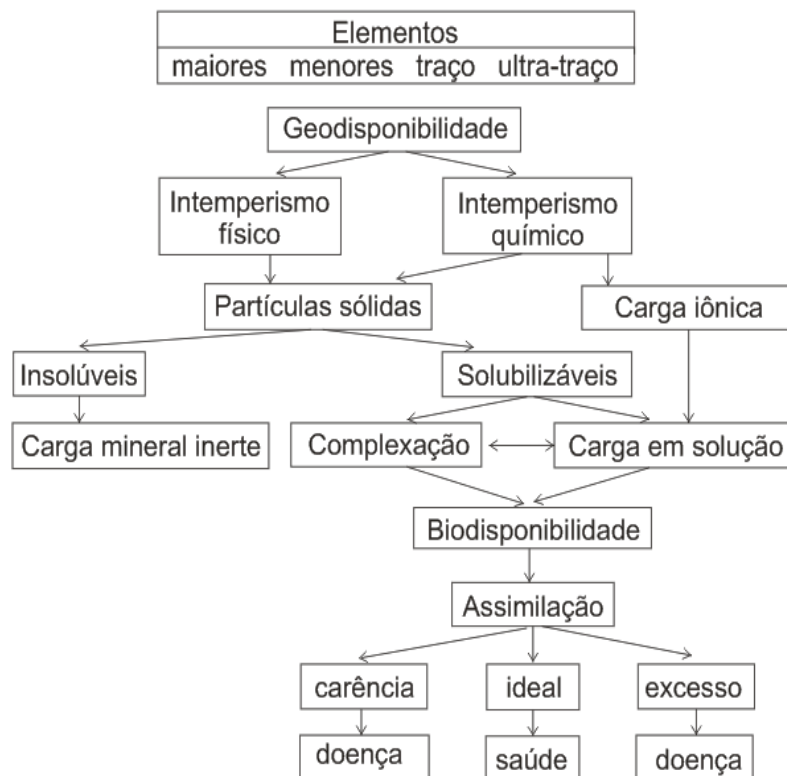 Elementos
maiores menores traço ultra-traço
Geodisponibilidade
Intemperismo
físico
Intemperismo
químico
Partículas sólidas
Carga iônica
Insolúveis
Solubilizáveis
Carga mineral inerte
Complexação
Carga em solução
Biodisponibilidade
Assimilação
carência
ideal
excesso
doença
saúde
doença